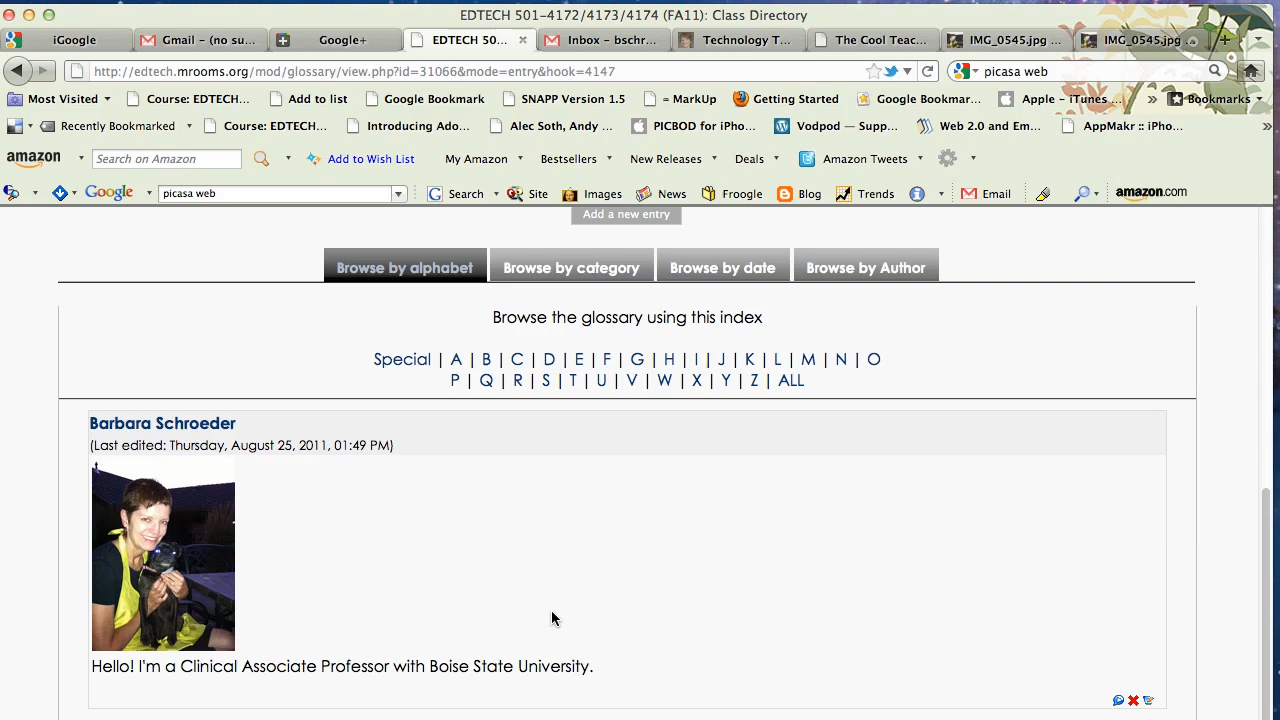 EDTECH 501-4172/4173/4174 (FA11): Class Directory
iGoogle Gmail - (no su... Google+ EDTECH 50... Inbox - bschr... Technology T... The Cool Teac... IMG_0545.jpg ... IMG_0545.jpg
http://edtech.mrooms.org/mod/glossary/view.php?id=31066&mode=entry&hook=4147 picasa web
Most Visited Course: EDTECH... Add to list Google Bookmark SNAPP Version 1.5 = MarkUp Getting Started Google Bookmar... Apple - iTunes ... » Bookmarks
Recently Bookmarked Course: EDTECH... Introducing Ado... Alec Soth, Andy ... PICBOD for iPho... Vodpod — Supp... Web 2.0 and Em... AppMakr :: iPho... »
amazon Search on Amazon Add to Wish List My Amazon Bestsellers New Releases Deals Amazon Tweets
Google picasa web Search Site Images News Froogle Blog Trends Email amazon.com
Add a new entry
Browse by alphabet Browse by category Browse by date Browse by Author
Browse the glossary using this index
Special | A | B | C | D | E | F | G | H | I | J | K | L | M | N | O
P | Q | R | S | T | U | V | W | X | Y | Z | ALL
Barbara Schroeder
(Last edited: Thursday, August 25, 2011, 01:49 PM)
Hello! I'm a Clinical Associate Professor with Boise State University.